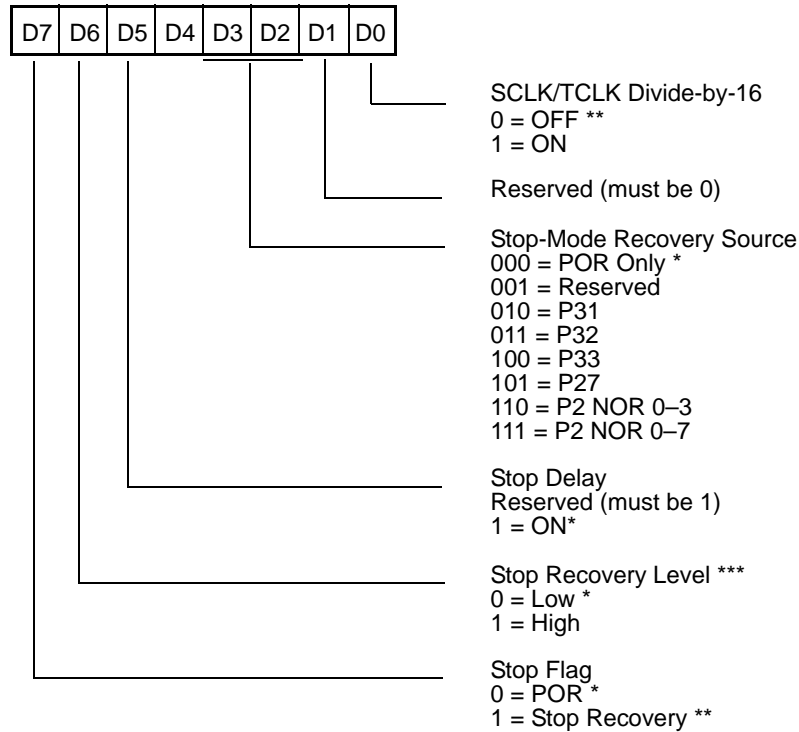 D7 D6 D5 D4 D3 D2 D1 D0
SCLK/TCLK Divide-by-16
0 = OFF **
1 = ON
Reserved (must be 0)
Stop-Mode Recovery Source
000 = POR Only *
001 = Reserved
010 = P31
011 = P32
100 = P33
101 = P27
110 = P2 NOR 0–3
111 = P2 NOR 0–7
Stop Delay
Reserved (must be 1)
1 = ON*
Stop Recovery Level ***
0 = Low *
1 = High
Stop Flag
0 = POR *
1 = Stop Recovery **